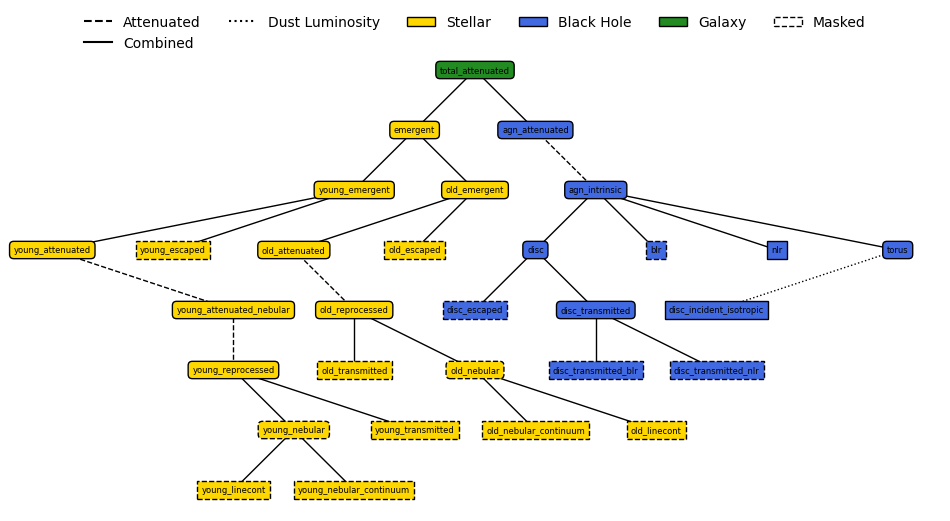 Attenuated Dust Luminosity Stellar Black Hole Galaxy Masked
Combined
total_attenuated
emergent agn_attenuated
young_emergent old_emergent agn_intrinsic
young_attenuated young_escaped old_attenuated old_escaped disc blr nlr torus
young_attenuated_nebular old_reprocessed disc_escaped disc_transmitted disc_incident_isotropic
young_reprocessed old_transmitted old_nebular disc_transmitted_blr disc_transmitted_nlr
young_nebular young_transmitted old_nebular_continuum old_linecont
young_linecont young_nebular_continuum